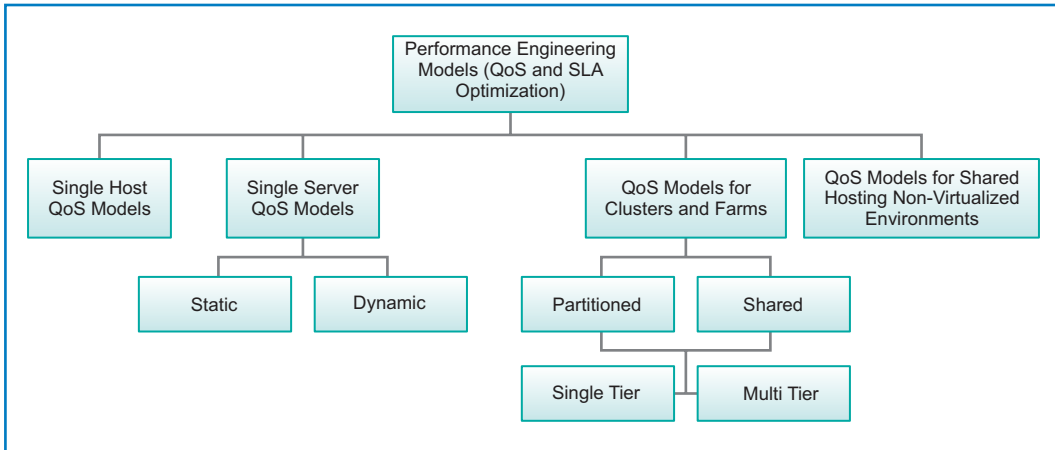 Performance Engineering
Models (QoS and SLA
Optimization)
Single Host
QoS Models
Single Server
QoS Models
QoS Models for
Clusters and Farms
QoS Models for Shared
Hosting Non-Virtualized
Environments
Static
Dynamic
Partitioned
Shared
Single Tier
Multi Tier